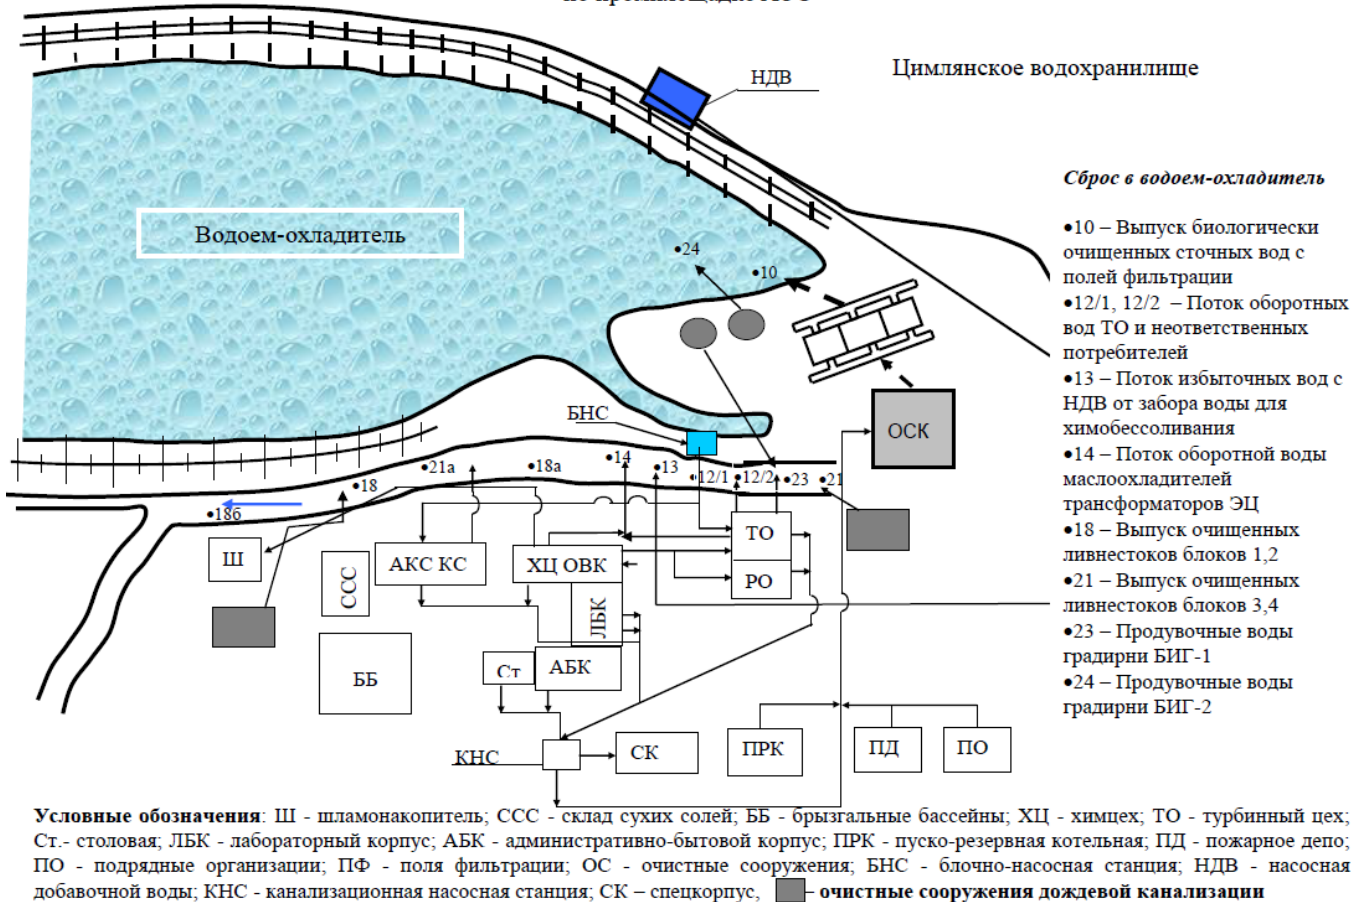 НДВ
Цимлянское водохранилище
Сброс в водоем-охладитель
•10 – Выпуск биологически
очищенных сточных вод с
полей фильтрации
•12/1, 12/2 – Поток оборотных
вод ТО и неответственных
потребителей
•13 – Поток избыточных вод с
НДВ от забора воды для
химобессоливания
•14 – Поток оборотной воды
маслоохладителей
трансформаторов ЭЦ
•18 – Выпуск очищенных
ливнестоков блоков 1,2
•21 – Выпуск очищенных
ливнестоков блоков 3,4
•23 – Продувочные воды
градирни БИГ-1
•24 – Продувочные воды
градирни БИГ-2
Водоем-охладитель
•24
•10
БНС
ОСК
•14
•13
•12/1
•12/2
•23
•21
•18а
•21а
•18
•18б
Ш
ССС
АКС КС
ХЦ ОВК
ТО
РО
ЛБК
ББ
Ст
АБК
КНС
СК
ПРК
ПД
ПО
Условные обозначения: Ш - шламонакопитель; ССС - склад сухих солей; ББ - брызгальные бассейны; ХЦ - химцех; ТО - турбинный цех;
Ст.- столовая; ЛБК - лабораторный корпус; АБК - административно-бытовой корпус; ПРК - пуско-резервная котельная; ПД - пожарное депо;
ПО - подрядные организации; ПФ - поля фильтрации; ОС - очистные сооружения; БНС - блочно-насосная станция; НДВ - насосная
добавочной воды; КНС - канализационная насосная станция; СК – спецкорпус, – очистные сооружения дождевой канализации